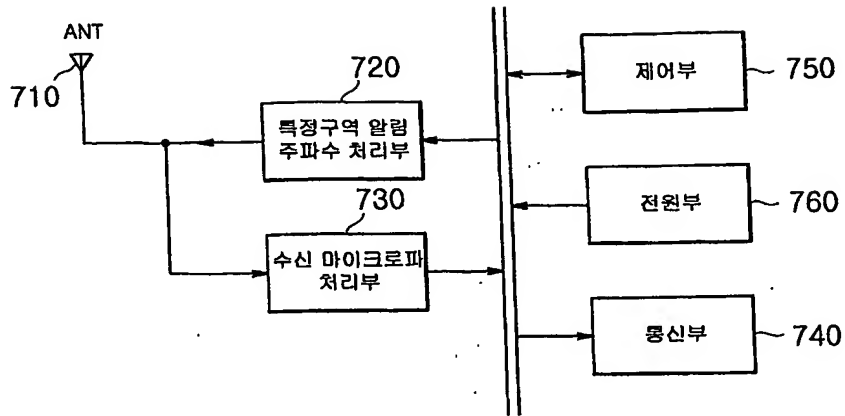 ANT
710
720
특정구역 알림
주파수 처리부
730
수신 마이크로파
처리부
제어부
750
전원부
760
통신부
740